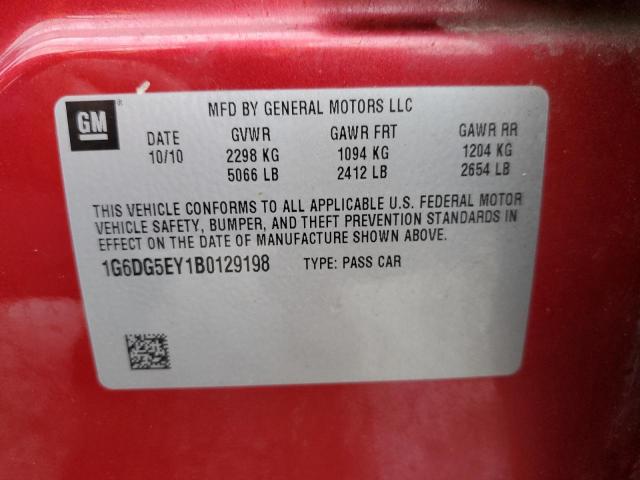 GM ®
MFD BY GENERAL MOTORS LLC
DATE GVWR GAWR FRT GAWR RR
10/10 2298 KG 1094 KG 1204 KG
5066 LB 2412 LB 2654 LB
THIS VEHICLE CONFORMS TO ALL APPLICABLE U.S. FEDERAL MOTOR
VEHICLE SAFETY, BUMPER, AND THEFT PREVENTION STANDARDS IN
EFFECT ON THE DATE OF MANUFACTURE SHOWN ABOVE.
1G6DG5EY1B0129198 TYPE: PASS CAR